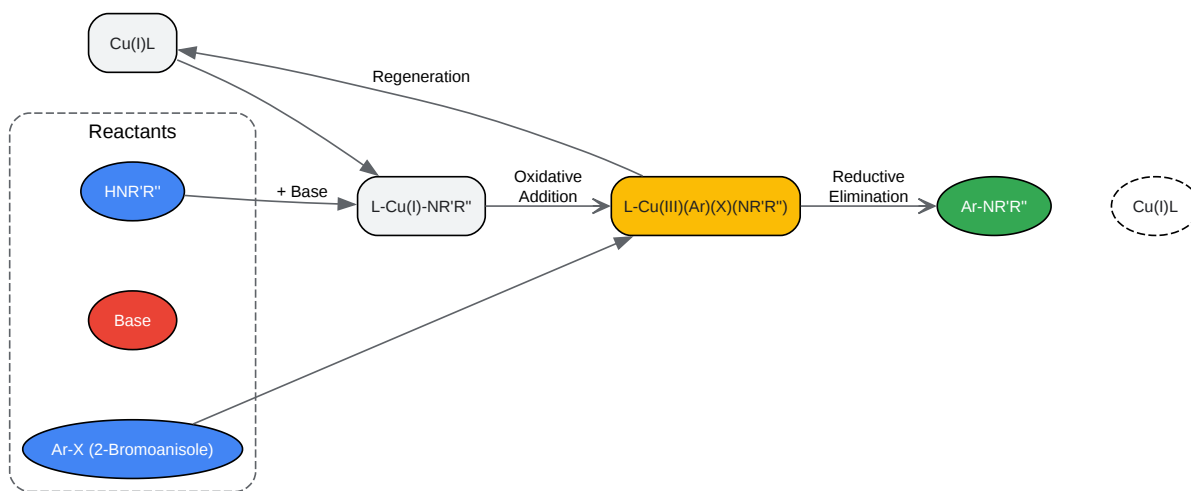 Cu(I)L
Regeneration
Reactants
HNR'R"
+ Base
L-Cu(I)-NR'R"
Oxidative
Addition
L-Cu(III)(Ar)(X)(NR'R")
Reductive
Elimination
Ar-NR'R"
Cu(I)L
Base
Ar-X (2-Bromoanisole)